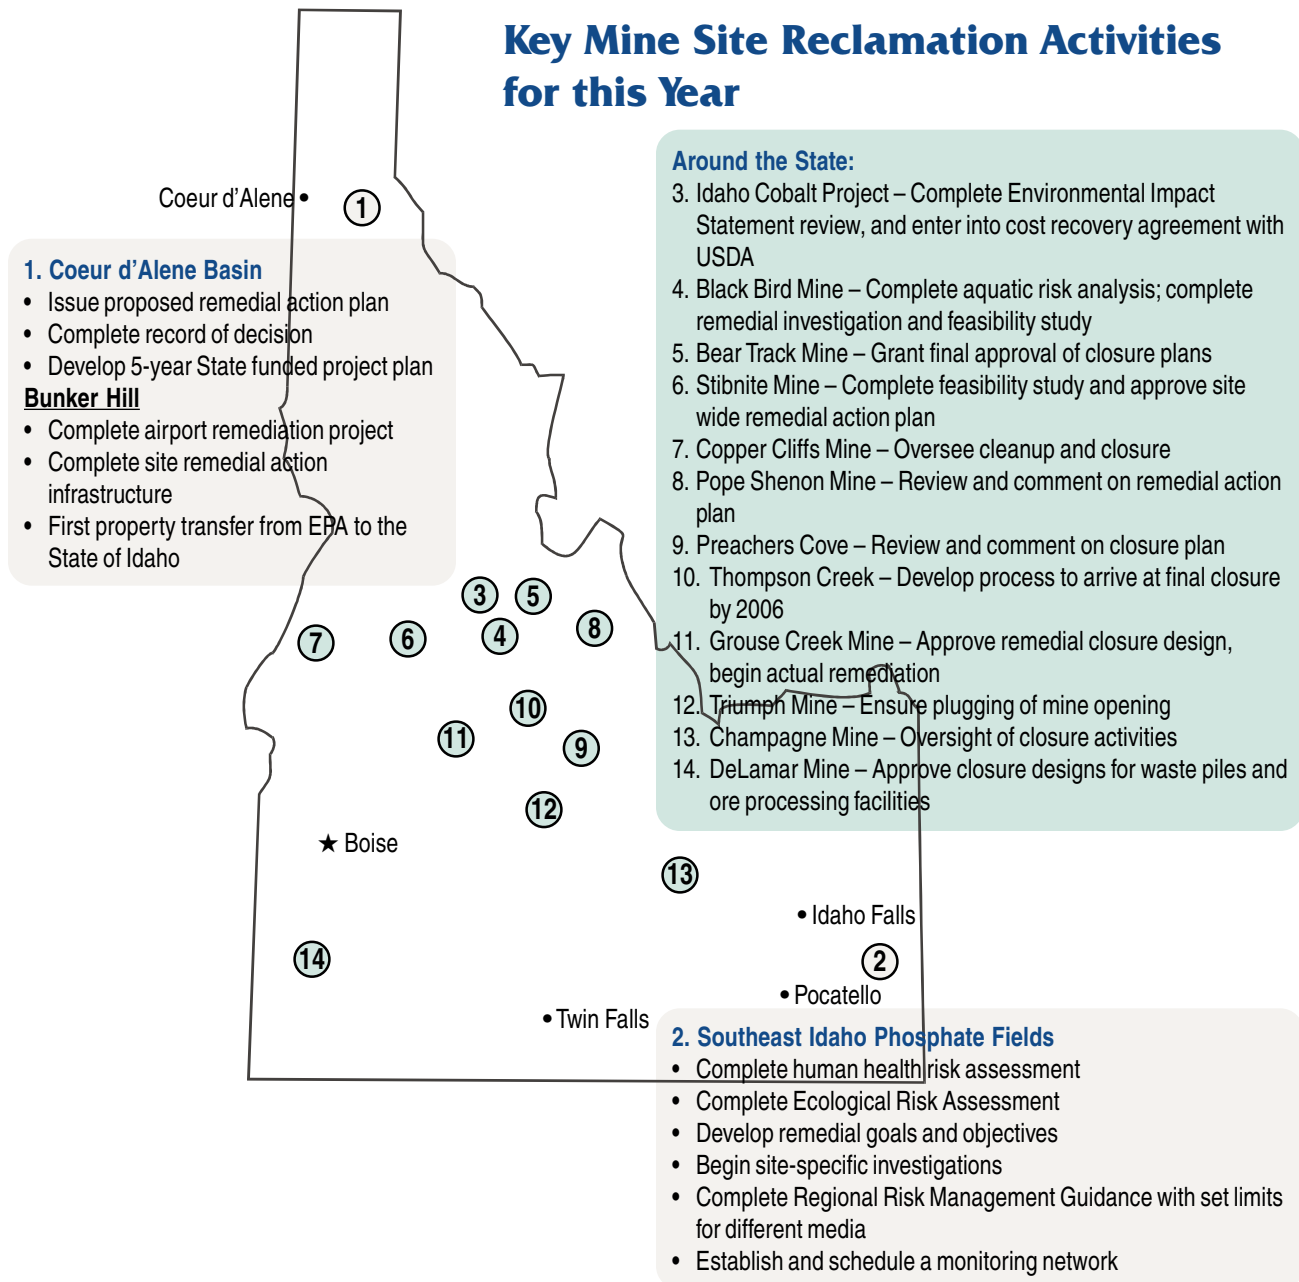 Key Mine Site Reclamation Activities
for this Year
Coeur d'Alene •
1
1. Coeur d'Alene Basin
• Issue proposed remedial action plan
• Complete record of decision
• Develop 5-year State funded project plan
Bunker Hill
• Complete airport remediation project
• Complete site remedial action
infrastructure
• First property transfer from EPA to the
State of Idaho
Around the State:
3. Idaho Cobalt Project – Complete Environmental Impact
Statement review, and enter into cost recovery agreement with
USDA
4. Black Bird Mine – Complete aquatic risk analysis; complete
remedial investigation and feasibility study
5. Bear Track Mine – Grant final approval of closure plans
6. Stibnite Mine – Complete feasibility study and approve site
wide remedial action plan
7. Copper Cliffs Mine – Oversee cleanup and closure
8. Pope Shenon Mine – Review and comment on remedial action
plan
9. Preachers Cove – Review and comment on closure plan
10. Thompson Creek – Develop process to arrive at final closure
by 2006
11. Grouse Creek Mine – Approve remedial closure design,
begin actual remediation
12. Triumph Mine – Ensure plugging of mine opening
13. Champagne Mine – Oversight of closure activities
14. DeLamar Mine – Approve closure designs for waste piles and
ore processing facilities
3
5
7
6
4
8
10
11
9
12
★ Boise
13
• Idaho Falls
14
2
• Pocatello
• Twin Falls
2. Southeast Idaho Phosphate Fields
• Complete human health risk assessment
• Complete Ecological Risk Assessment
• Develop remedial goals and objectives
• Begin site-specific investigations
• Complete Regional Risk Management Guidance with set limits
for different media
• Establish and schedule a monitoring network